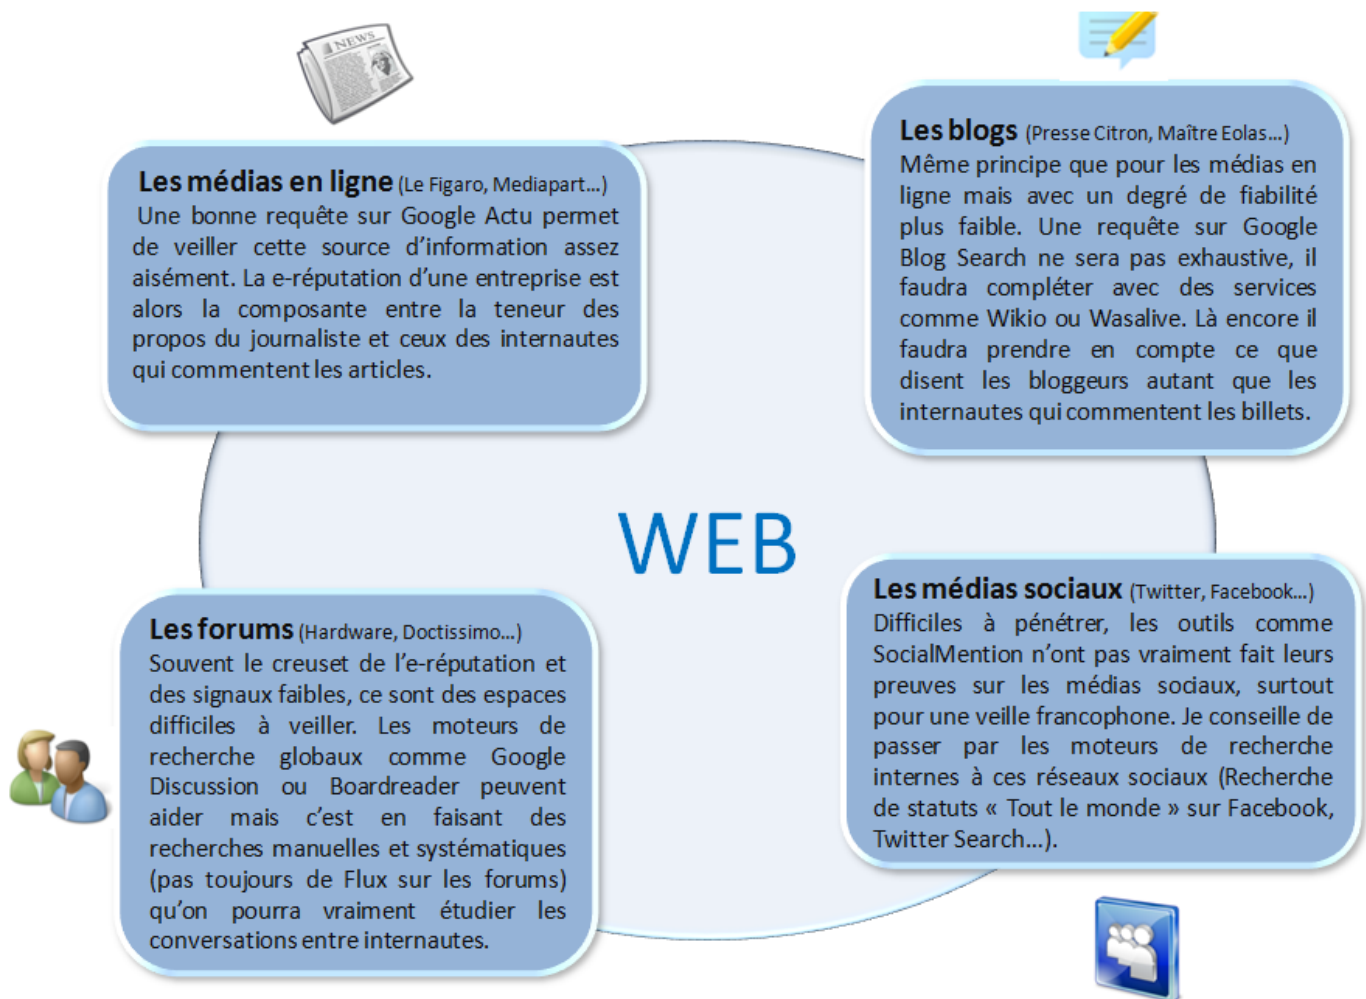 NEWS
Les médias en ligne (Le Figaro, Mediapart...)
Une bonne requête sur Google Actu permet
de veiller cette source d'information assez
aisément. La e-réputation d'une entreprise est
alors la composante entre la teneur des
propos du journaliste et ceux des internautes
qui commentent les articles.
Les blogs (Presse Citron, Maître Eolas...)
Même principe que pour les médias en
ligne mais avec un degré de fiabilité
plus faible. Une requête sur Google
Blog Search ne sera pas exhaustive, il
faudra compléter avec des services
comme Wikio ou Wasalive. Là encore il
faudra prendre en compte ce que
disent les bloggeurs autant que les
internautes qui commentent les billets.
WEB
Les forums (Hardware, Doctissimo...)
Souvent le creuset de l'e-réputation et
des signaux faibles, ce sont des espaces
difficiles à veiller. Les moteurs de
recherche globaux comme Google
Discussion ou Boardreader peuvent
aider mais c'est en faisant des
recherches manuelles et systématiques
(pas toujours de Flux sur les forums)
qu'on pourra vraiment étudier les
conversations entre internautes.
Les médias sociaux (Twitter, Facebook...)
Difficiles à pénétrer, les outils comme
SocialMention n'ont pas vraiment fait leurs
preuves sur les médias sociaux, surtout
pour une veille francophone. Je conseille de
passer par les moteurs de recherche
internes à ces réseaux sociaux (Recherche
de statuts « Tout le monde » sur Facebook,
Twitter Search...).